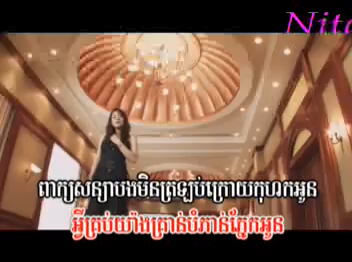 Nita
ពាក្យសន្យាបងមិនត្រឡប់ក្រោយកុហកអូន
អ្វីគ្រប់យ៉ាងគ្រាន់បំភាន់ភ្នែកអូន